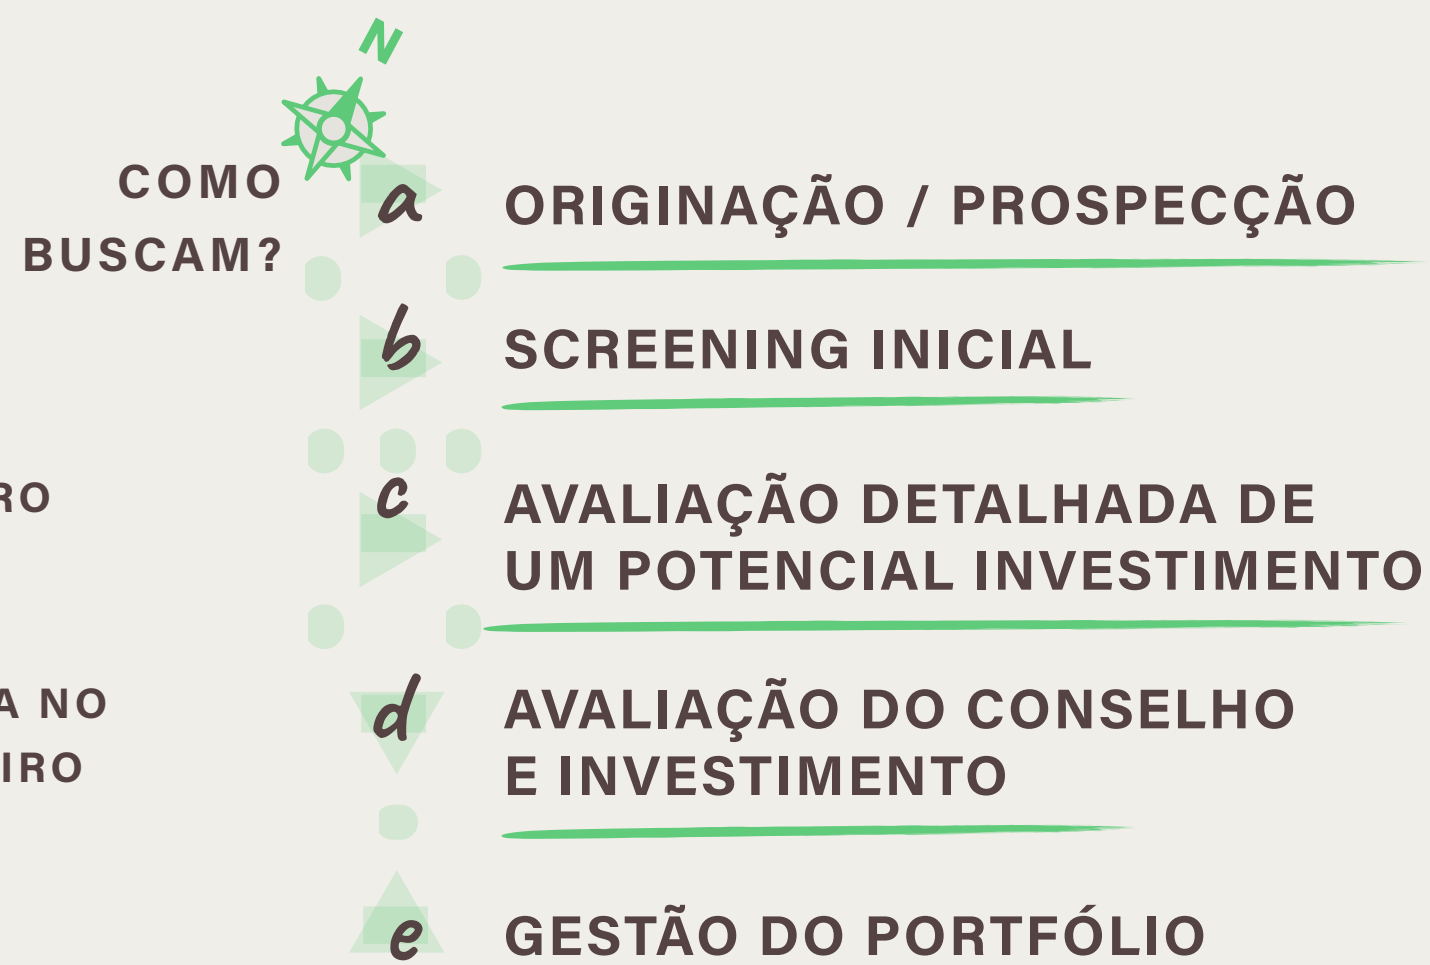 N
COMO
BUSCAM?
a
ORIGINAÇÃO / PROSPECÇÃO
b
SCREENING INICIAL
RO
c
AVALIAÇÃO DETALHADA DE
UM POTENCIAL INVESTIMENTO
A NO
IRO
d
AVALIAÇÃO DO CONSELHO
E INVESTIMENTO
e
GESTÃO DO PORTFÓLIO